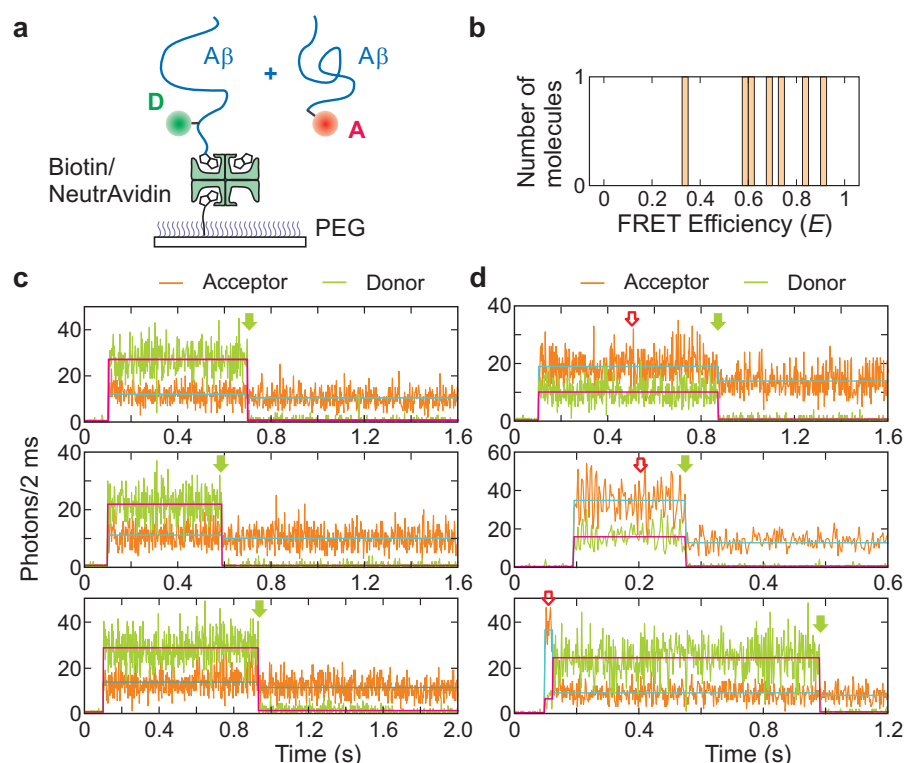 a
Aβ
+
Aβ
D
A
Biotin/
NeutrAvidin
PEG
b
Number of
molecules
1
0
0 0.2 0.4 0.6 0.8 1
FRET Efficiency (E)
c
Acceptor Donor
40
20
0
0 0.4 0.8 1.2 1.6
40
20
0
0 0.4 0.8 1.2 1.6
40
20
0
0 0.4 0.8 1.2 1.6 2.0
Photons/2 ms
Time (s)
d
Acceptor Donor
40
20
0
0 0.4 0.8 1.2 1.6
60
40
20
0
0 0.2 0.4 0.6
40
20
0
0 0.4 0.8 1.2
Time (s)